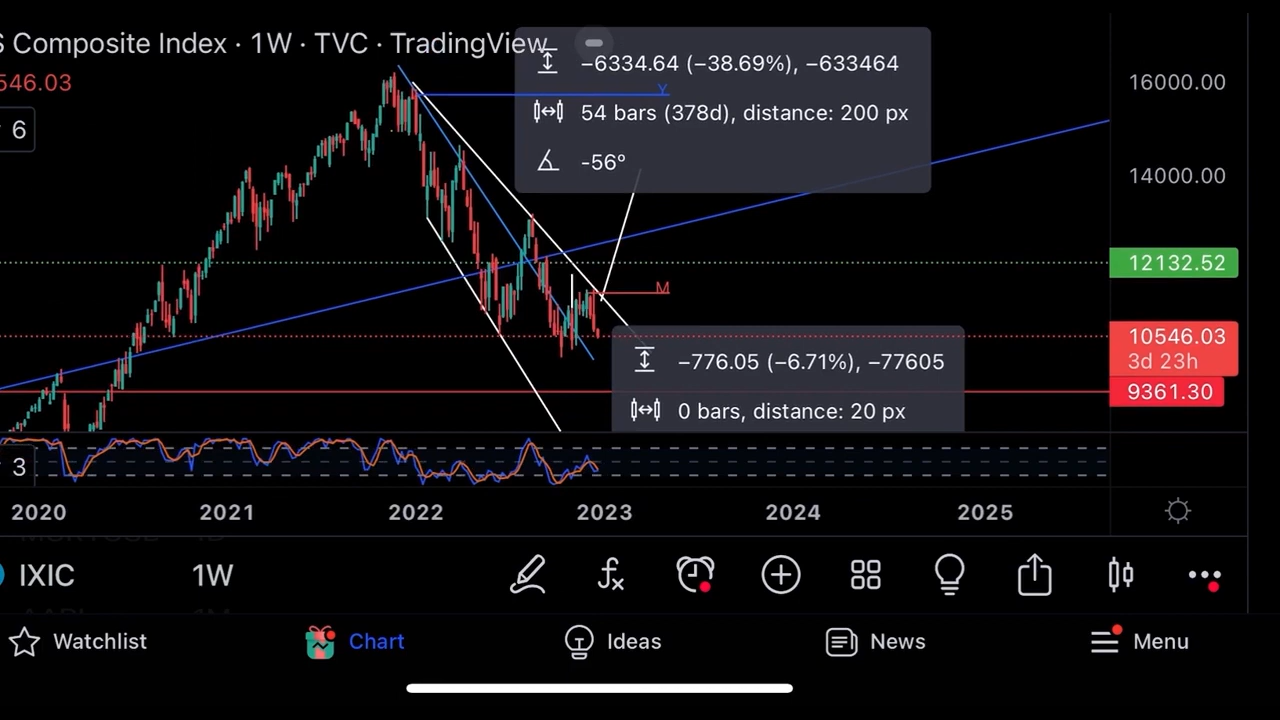 S Composite Index · 1W · TVC · TradingView
−6334.64 (−38.69%), −633464
546.03
16000.00
54 bars (378d), distance: 200 px
Y
6
-56º
14000.00
12132.52
M
10546.03
3d 23h
−776.05 (−6.71%), −77605
9361.30
0 bars, distance: 20 px
3
2020 2021 2022 2023 2024 2025
IXIC 1W
Watchlist Chart Ideas News Menu